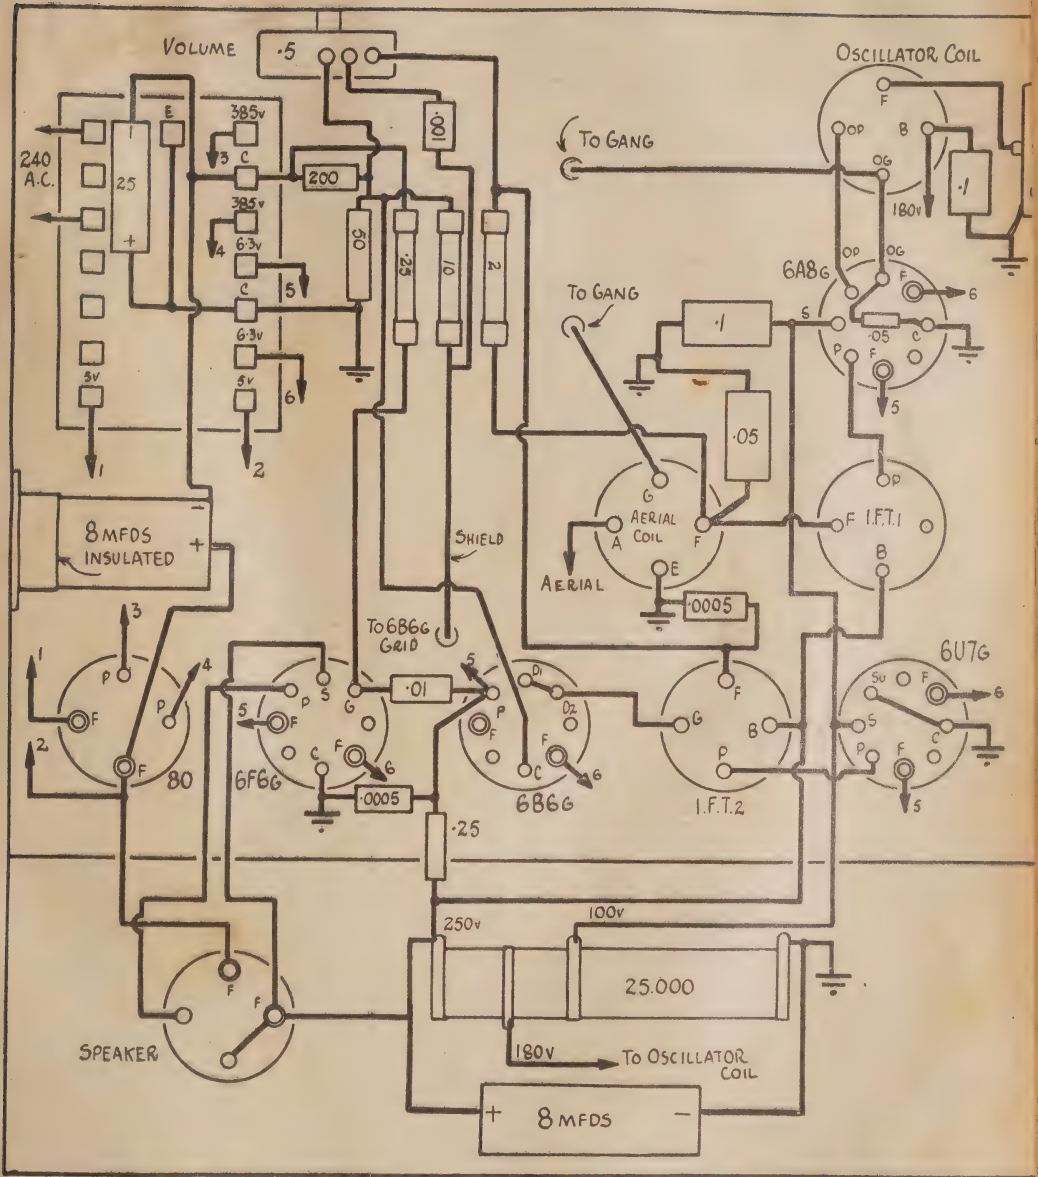 VOLUME
.5
OSCILLATOR COIL
F
OP
B
OG
180V
.1
TO GANG
240
A.C.
25
+
E
385V
3
C
385V
4
6.3V
5
C
6.3V
6
5V
5V
1
2
200
.001
50
.25
10
2
TO GANG
.1
.05
6A8G
OP
OG
F
6
S
.05
C
P
F
5
8 MFDS
INSULATED
-
+
SHIELD
G
AERIAL
COIL
A
F
E
AERIAL
P
F
I.F.T.1
B
.0005
3
1
P
4
P
F
2
F
80
TO 6B6G
GRID
S
P
G
5
F
F
C
6
6F6G
.01
.0005
5
D1
D2
P
F
F
C
6
6B6G
.25
F
G
B
P
I.F.T.2
6U7G
SU
F
6
S
C
P
F
5
250V
100V
25.000
180V
TO OSCILLATOR
COIL
F
F
SPEAKER
+
8 MFDS
-